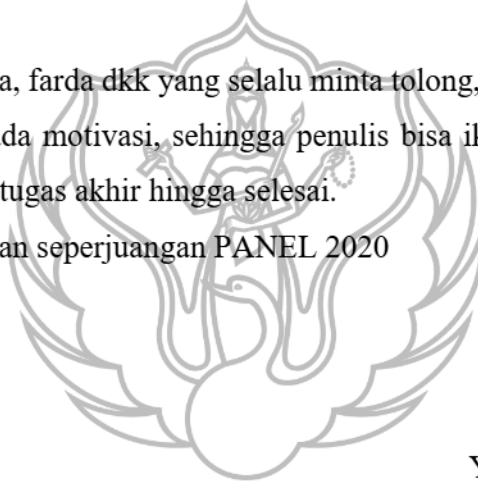 a, farda dkk yang selalu minta tolong,
da motivasi, sehingga penulis bisa ik
tugas akhir hingga selesai.
an seperjuangan PANEL 2020
Y